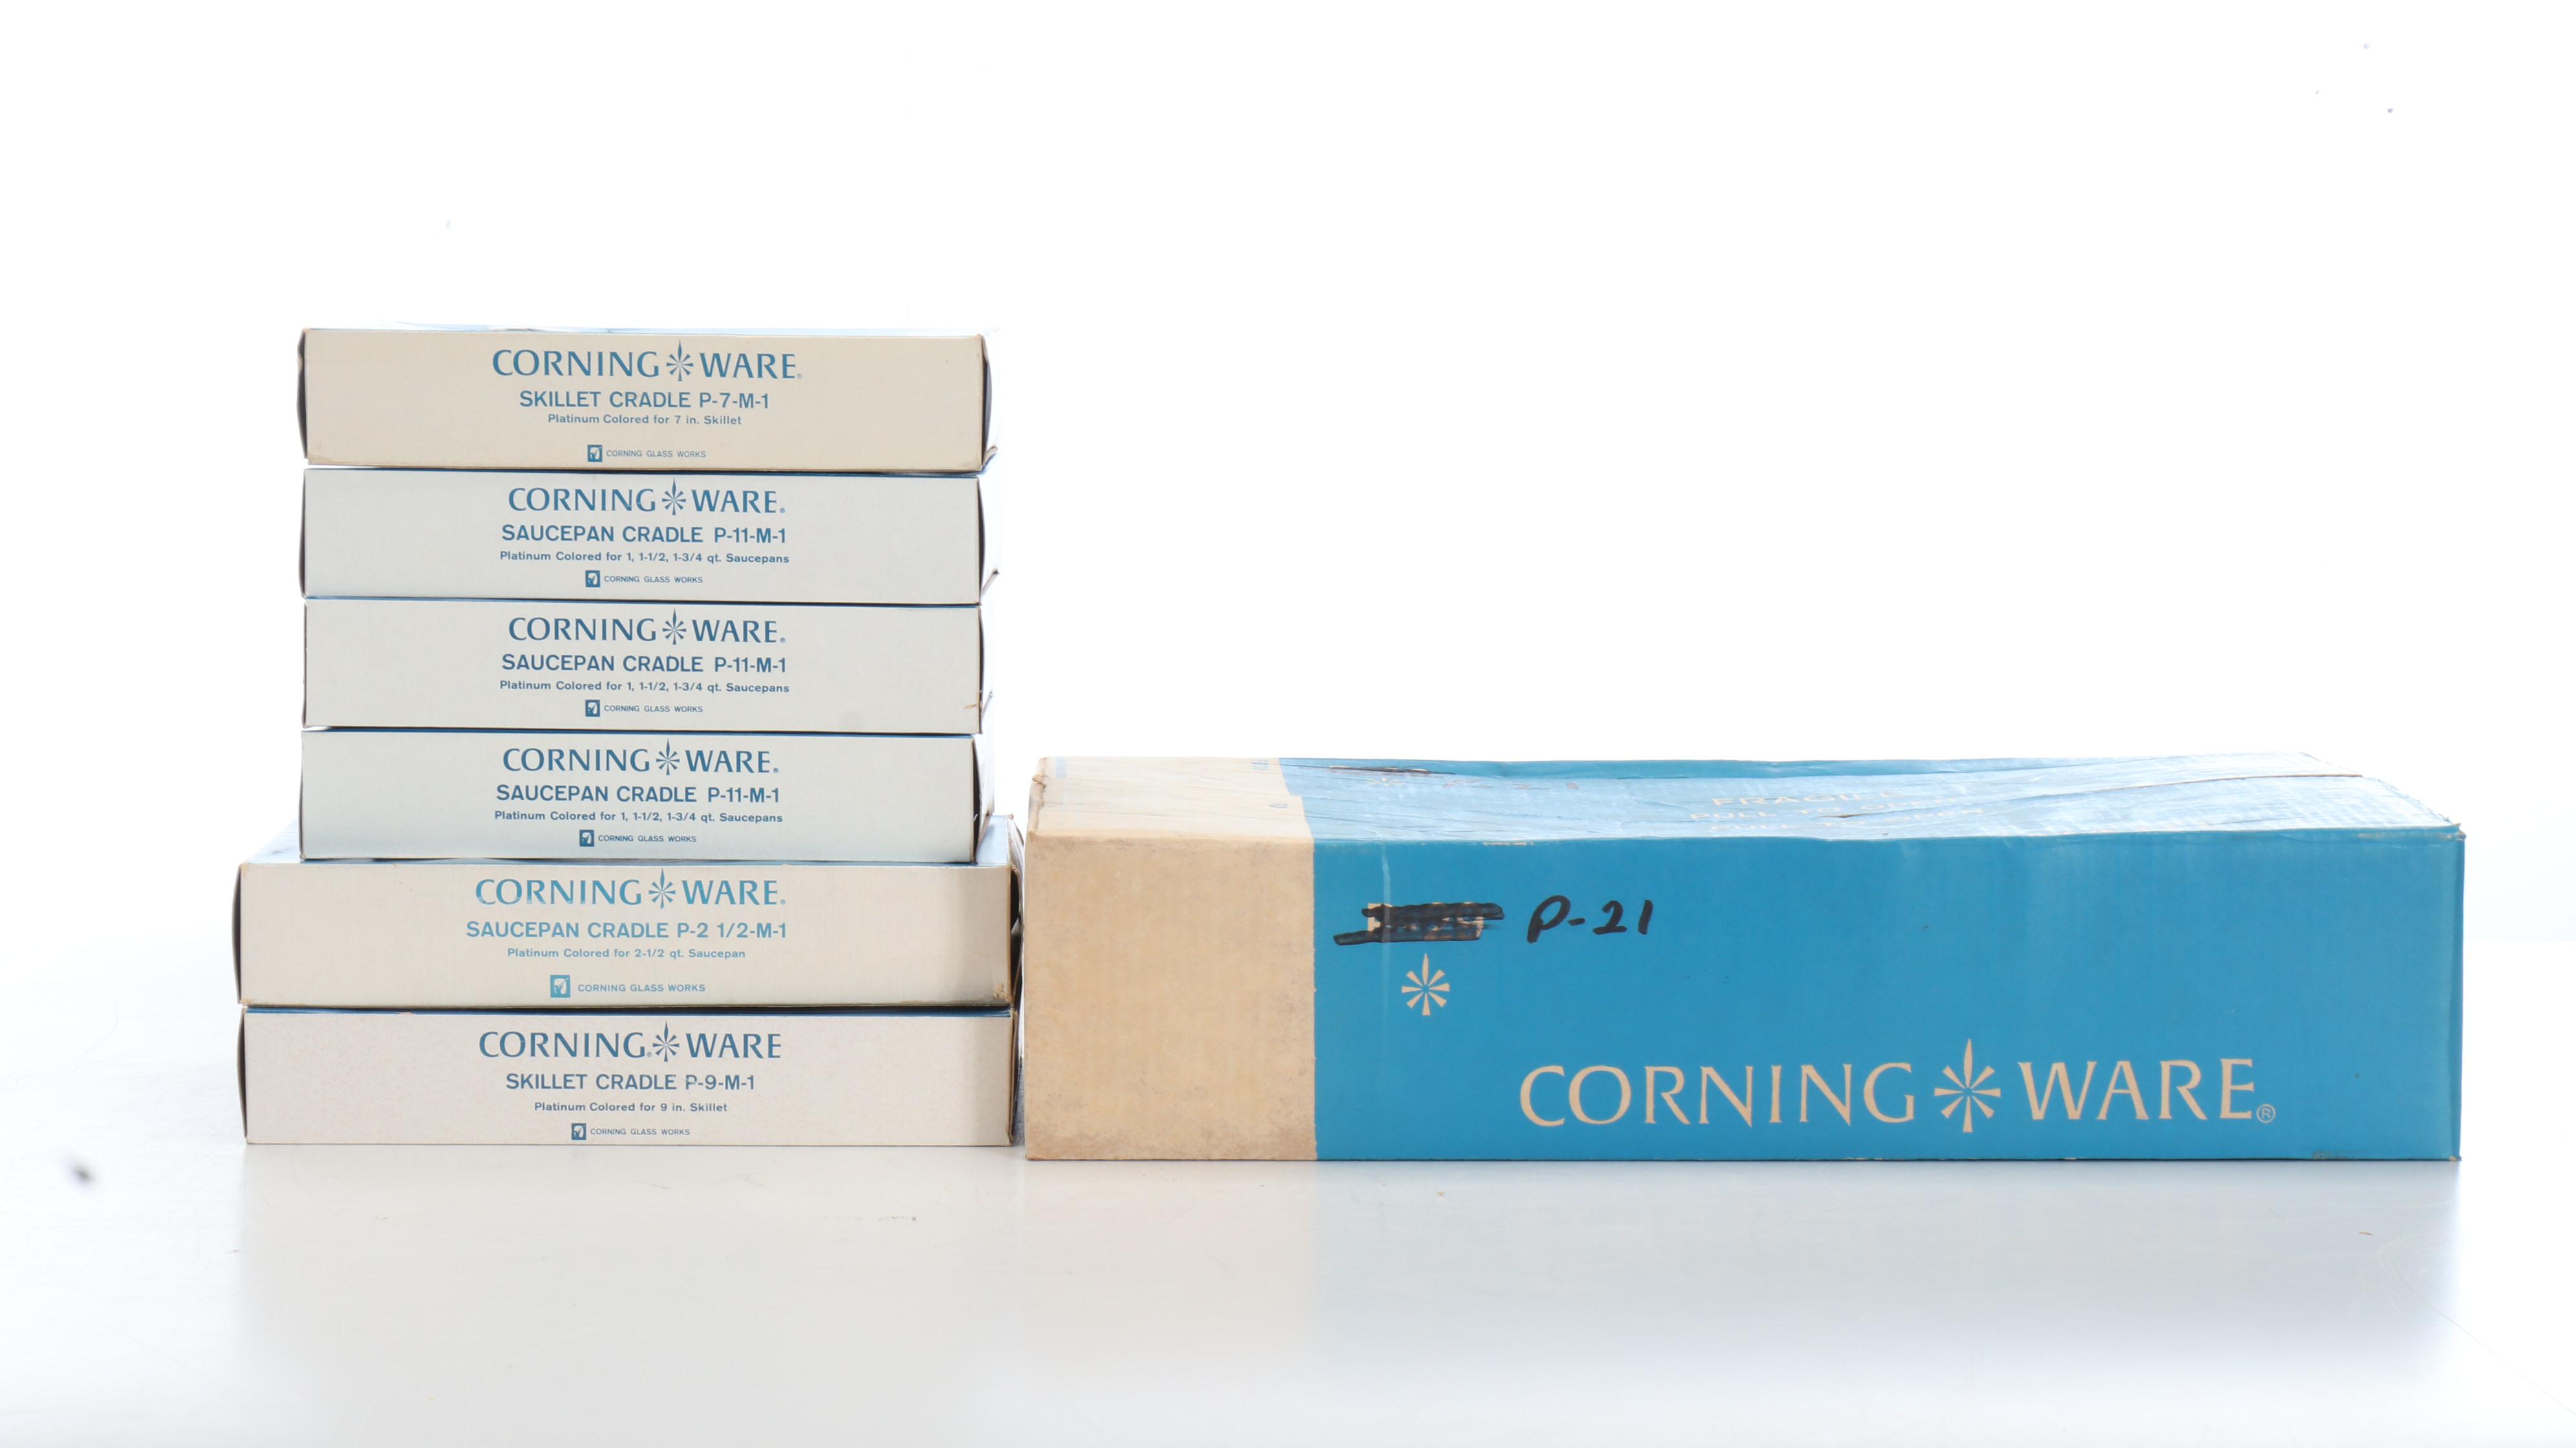 CORNING WARE®
SKILLET CRADLE P-7-M-1
Platinum Colored for 7 in. Skillet
CORNING GLASS WORKS
CORNING WARE®
SAUCEPAN CRADLE P-11-M-1
Platinum Colored for 1, 1-1/2, 1-3/4 qt. Saucepans
CORNING GLASS WORKS
CORNING WARE®
SAUCEPAN CRADLE P-11-M-1
Platinum Colored for 1, 1-1/2, 1-3/4 qt. Saucepans
CORNING GLASS WORKS
CORNING WARE®
SAUCEPAN CRADLE P-11-M-1
Platinum Colored for 1, 1-1/2, 1-3/4 qt. Saucepans
CORNING GLASS WORKS
CORNING WARE®
SAUCEPAN CRADLE P-2 1/2-M-1
Platinum Colored for 2-1/2 qt. Saucepan
CORNING GLASS WORKS
CORNING® WARE
SKILLET CRADLE P-9-M-1
Platinum Colored for 9 in. Skillet
CORNING GLASS WORKS
FRAGILE
P-21
CORNING WARE®